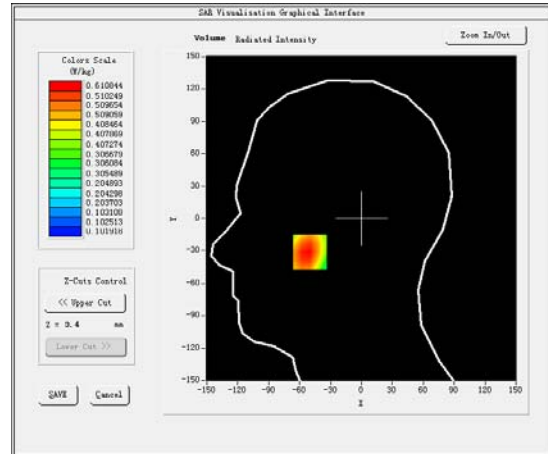 SAR Visualisation Graphical Interface
Volume Radiated Intensity
Zoom In/Out
Colors Scale
(W/kg)
0.610844
0.510249
0.509654
0.509059
0.408464
0.407869
0.407274
0.306679
0.306084
0.305489
0.204893
0.204298
0.203703
0.103108
0.102513
0.101918
Z-Cuts Control
<< Upper Cut
Z = 3.4 mm
Lower Cut >>
SAVE Cancel
150
120
90
60
30
0
-30
-60
-90
-120
-150
Y
-150 -120 -90 -60 -30 0 30 60 90 120 150
X